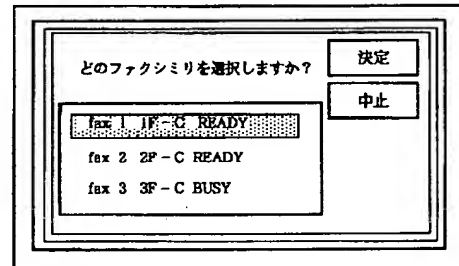 どのファクシミリを選択しますか?
決定
中止
fax 1 1F－C READY
fax 2 2F－C READY
fax 3 3F－C BUSY